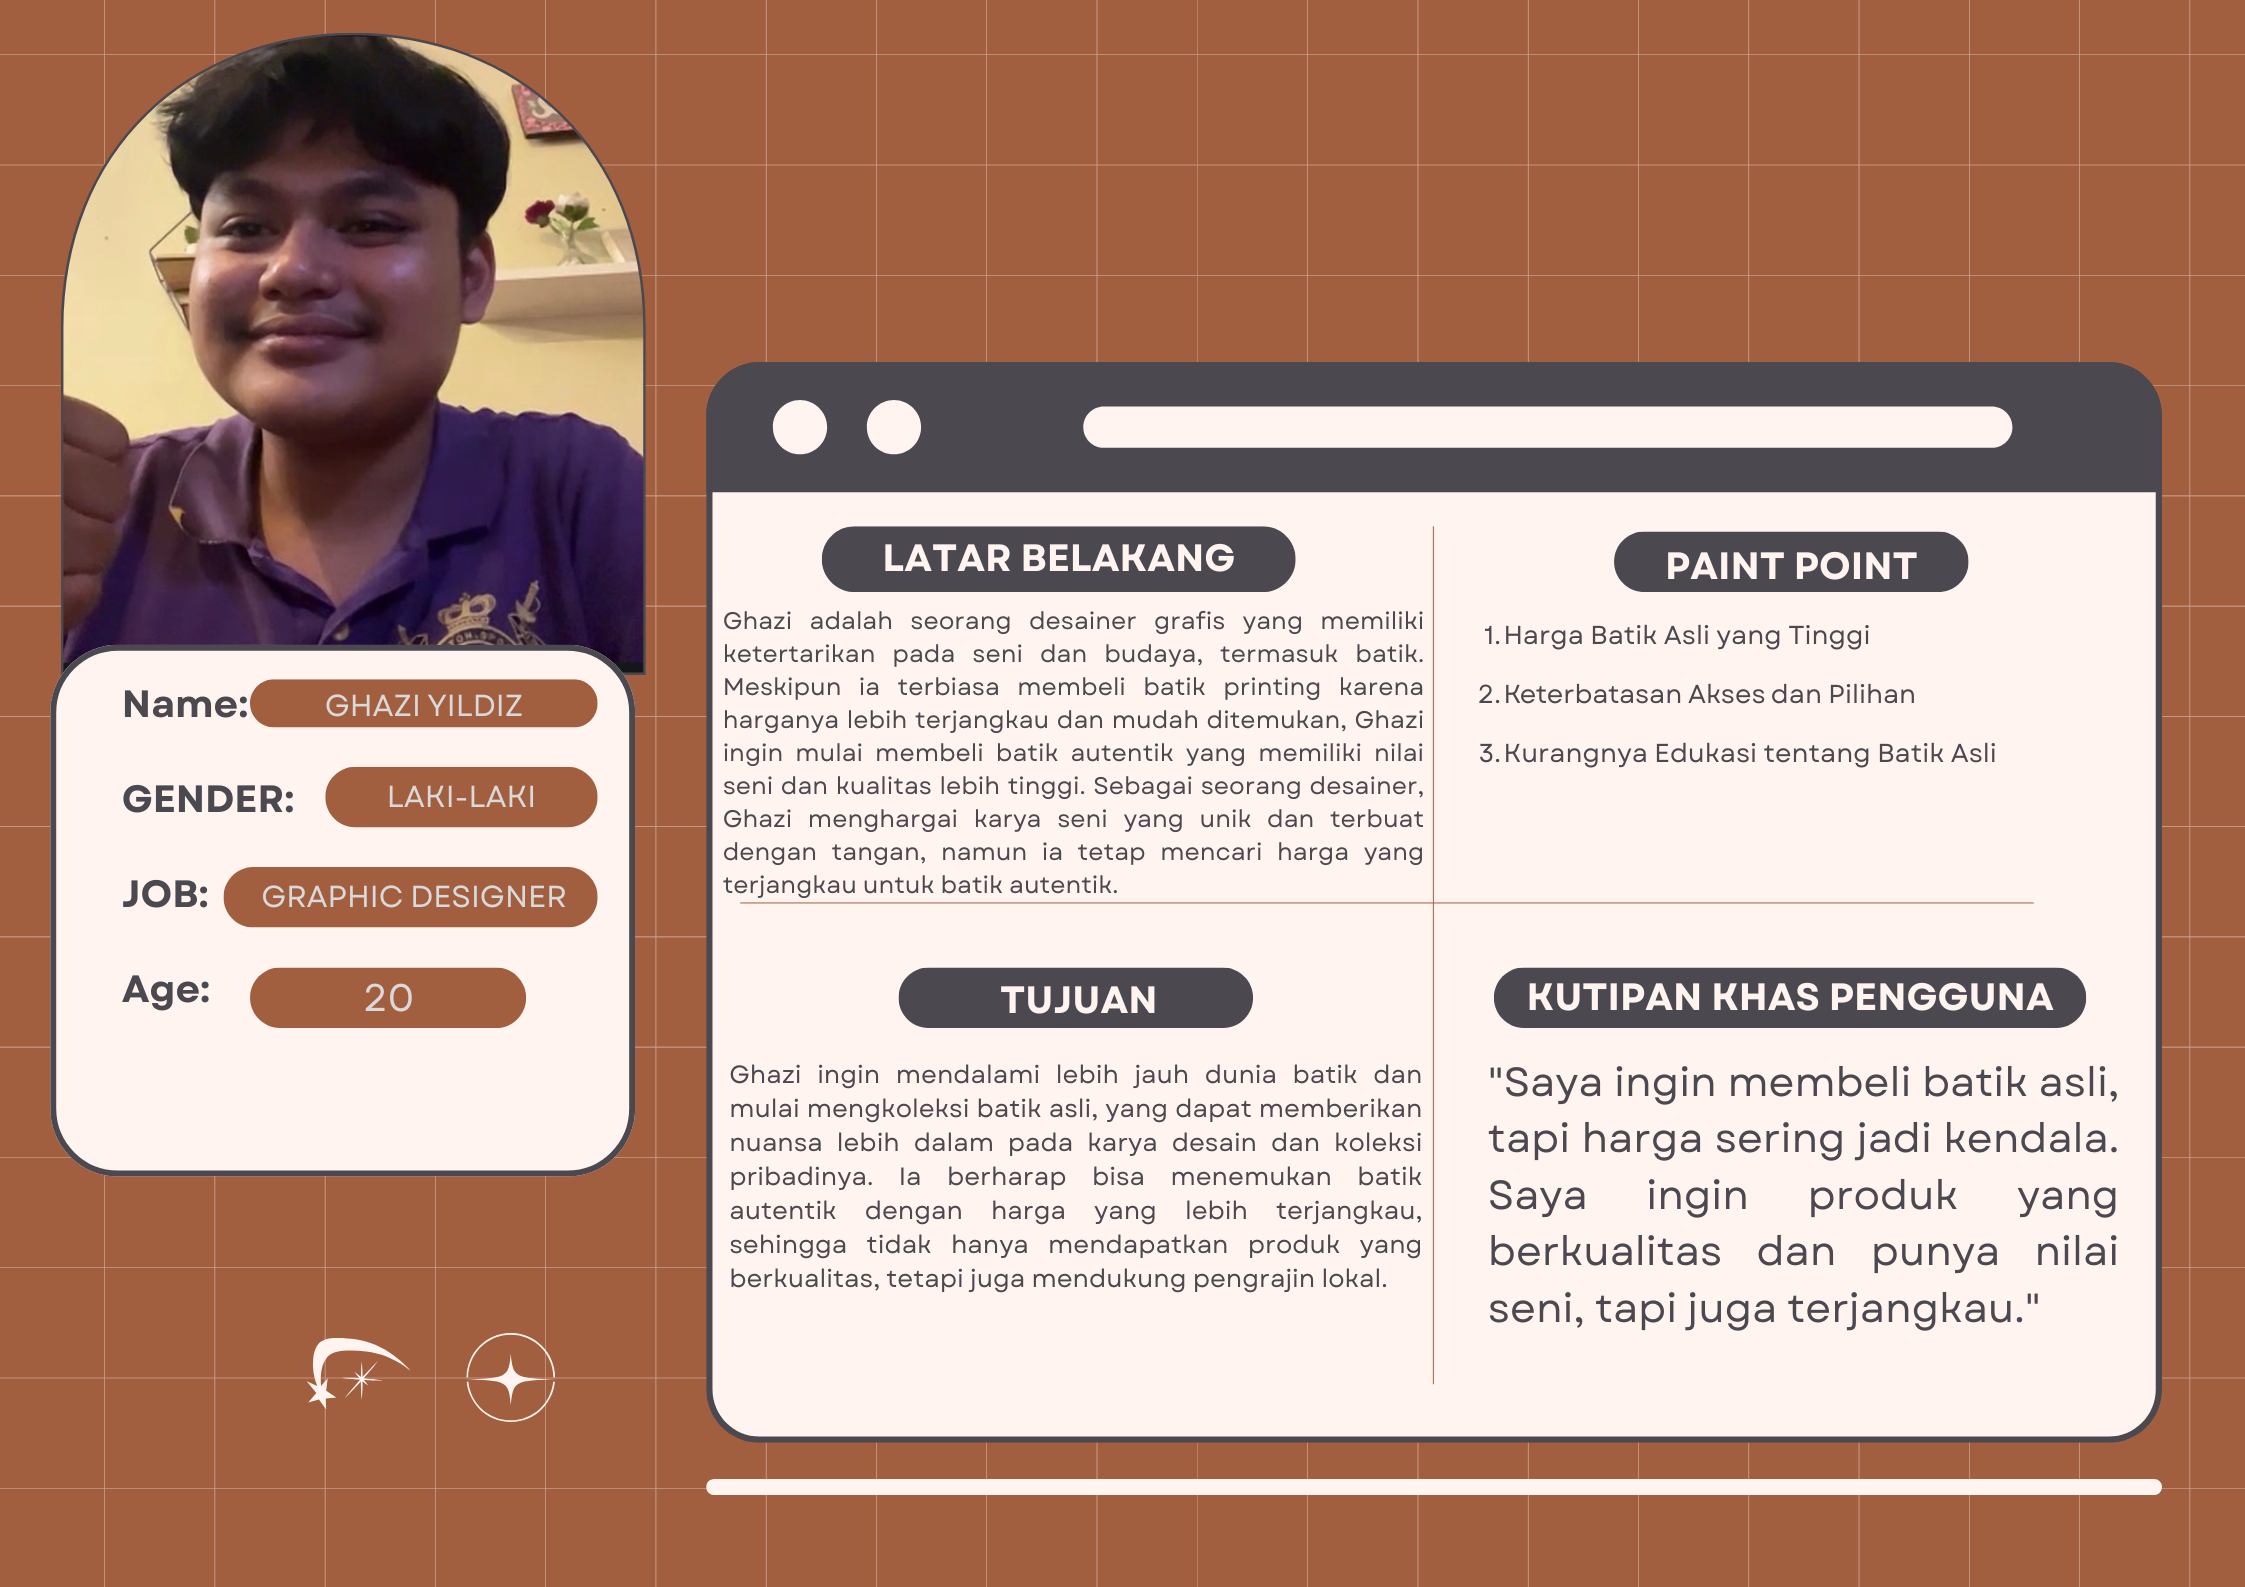 Name: GHAZI YILDIZ
GENDER: LAKI-LAKI
JOB: GRAPHIC DESIGNER
Age: 20
LATAR BELAKANG
Ghazi adalah seorang desainer grafis yang memiliki
ketertarikan pada seni dan budaya, termasuk batik.
Meskipun ia terbiasa membeli batik printing karena
harganya lebih terjangkau dan mudah ditemukan, Ghazi
ingin mulai membeli batik autentik yang memiliki nilai
seni dan kualitas lebih tinggi. Sebagai seorang desainer,
Ghazi menghargai karya seni yang unik dan terbuat
dengan tangan, namun ia tetap mencari harga yang
terjangkau untuk batik autentik.
PAINT POINT
1. Harga Batik Asli yang Tinggi
2. Keterbatasan Akses dan Pilihan
3. Kurangnya Edukasi tentang Batik Asli
TUJUAN
Ghazi ingin mendalami lebih jauh dunia batik dan
mulai mengkoleksi batik asli, yang dapat memberikan
nuansa lebih dalam pada karya desain dan koleksi
pribadinya. Ia berharap bisa menemukan batik
autentik dengan harga yang lebih terjangkau,
sehingga tidak hanya mendapatkan produk yang
berkualitas, tetapi juga mendukung pengrajin lokal.
KUTIPAN KHAS PENGGUNA
"Saya ingin membeli batik asli,
tapi harga sering jadi kendala.
Saya ingin produk yang
berkualitas dan punya nilai
seni, tapi juga terjangkau."